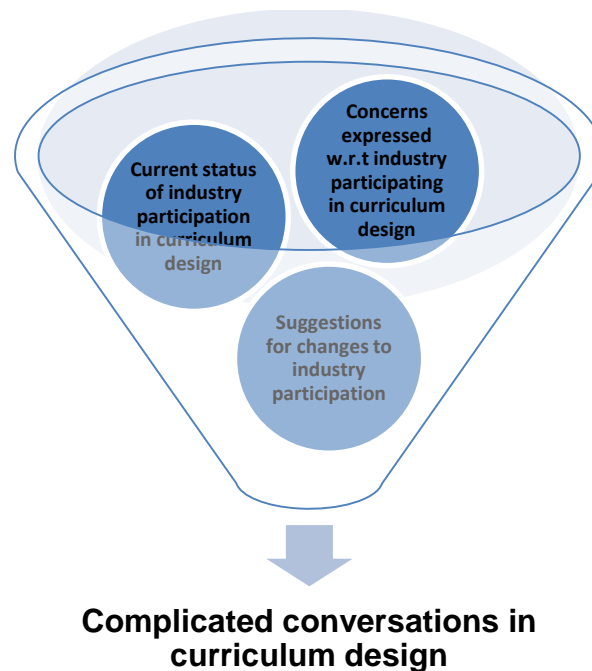 Concerns
expressed
w.r.t industry
participating
in curriculum
design
Current status
of industry
participation
in curriculum
design
Suggestions
for changes to
industry
participation
Complicated conversations in
curriculum design